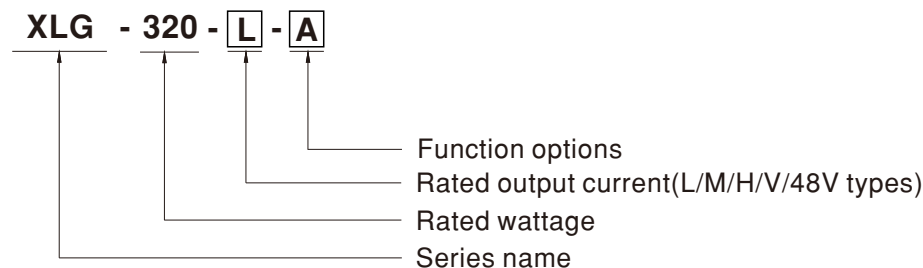 XLG - 320 - L - A
Function options
Rated output current(L/M/H/V/48V types)
Rated wattage
Series name